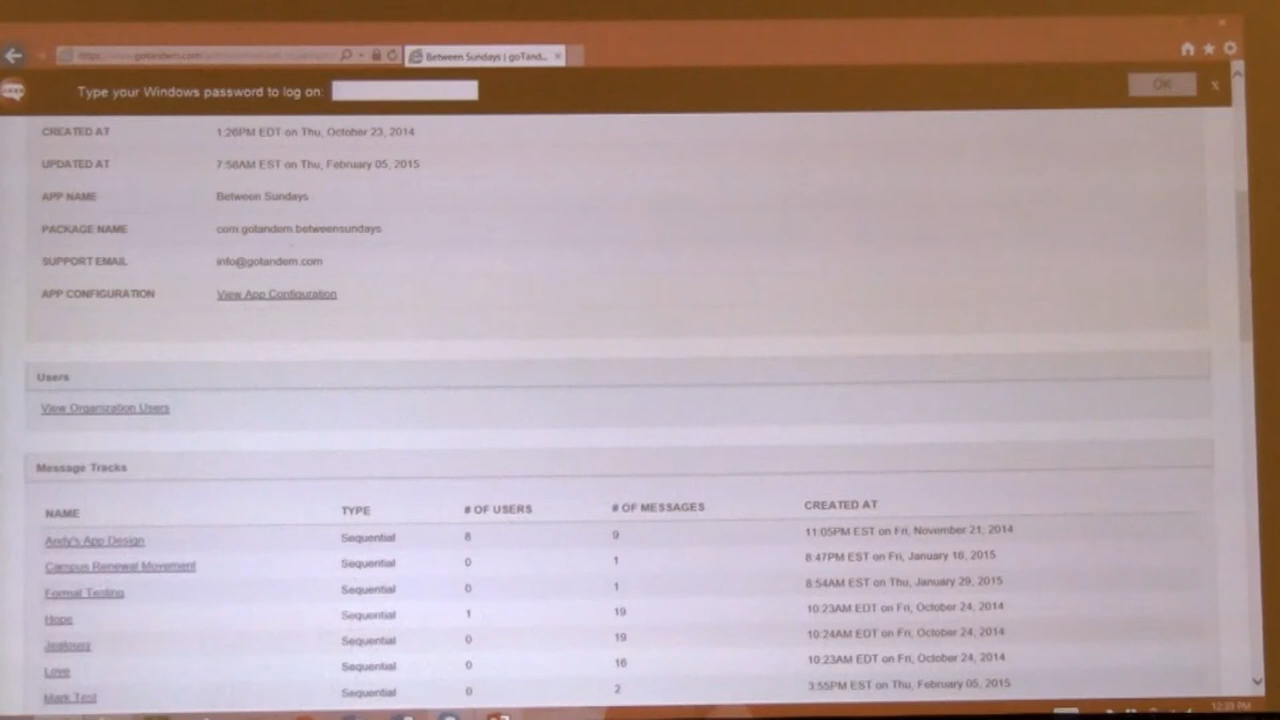 Between Sundays | goTand...
Type your Windows password to log on:
OK
x
CREATED AT 1:26PM EDT on Thu, October 23, 2014
UPDATED AT 7:58AM EST on Thu, February 05, 2015
APP NAME Between Sundays
PACKAGE NAME com.gotandem.betweensundays
SUPPORT EMAIL info@gotandem.com
APP CONFIGURATION View App Configuration
Users
View Organization Users
Message Tracks
NAME TYPE # OF USERS # OF MESSAGES CREATED AT
Andy's App Design Sequential 8 9 11:05PM EST on Fri, November 21, 2014
Campus Renewal Movement Sequential 0 1 8:47PM EST on Fri, January 16, 2015
Formal Testing Sequential 0 1 8:54AM EST on Thu, January 29, 2015
Hope Sequential 1 19 10:23AM EDT on Fri, October 24, 2014
Jealousy Sequential 0 19 10:24AM EDT on Fri, October 24, 2014
Love Sequential 0 16 10:23AM EDT on Fri, October 24, 2014
Mark Test Sequential 0 2 3:55PM EST on Thu, February 05, 2015